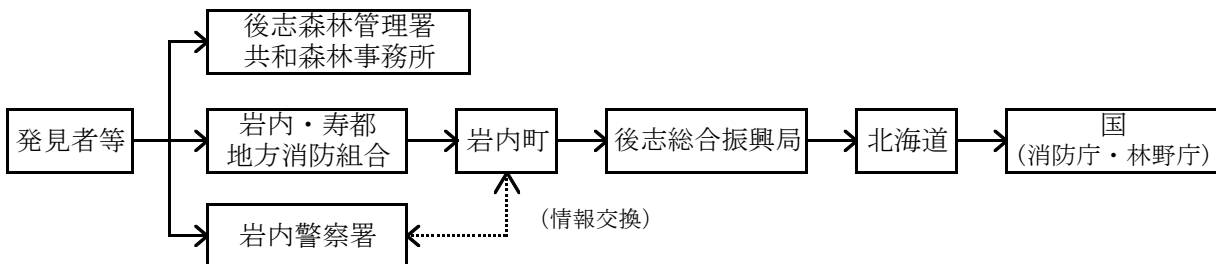 後志森林管理署
共和森林事務所
発見者等
岩内・寿都
地方消防組合
岩内町
後志総合振興局
北海道
国
（消防庁・林野庁）
岩内警察署
（情報交換）